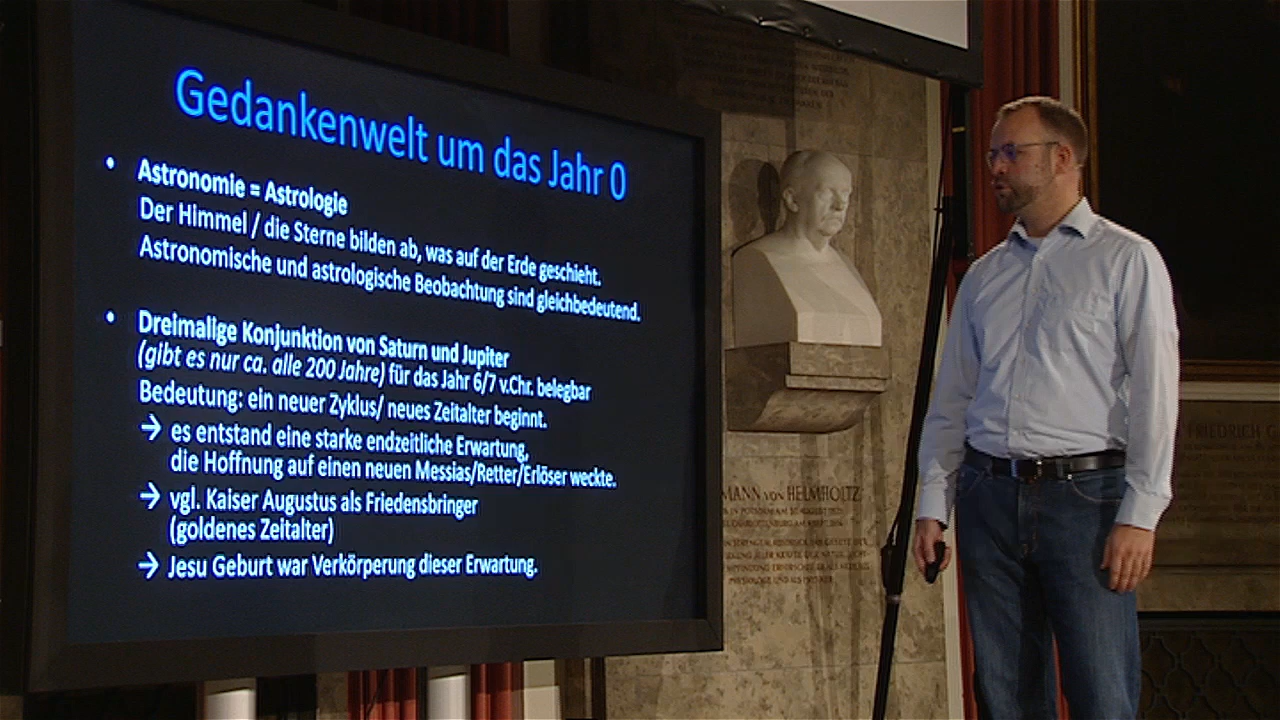 Gedankenwelt um das Jahr 0
• Astronomie = Astrologie
Der Himmel / die Sterne bilden ab, was auf der Erde geschieht.
Astronomische und astrologische Beobachtung sind gleichbedeutend.
• Dreimalige Konjunktion von Saturn und Jupiter
(gibt es nur ca. alle 200 Jahre) für das Jahr 6/7 v.Chr. belegbar
Bedeutung: ein neuer Zyklus/ neues Zeitalter beginnt.
→ es entstand eine starke endzeitliche Erwartung,
die Hoffnung auf einen neuen Messias/Retter/Erlöser weckte.
→ vgl. Kaiser Augustus als Friedensbringer
(goldenes Zeitalter)
→ Jesu Geburt war Verkörperung dieser Erwartung.
MANN VON HELMHOLTZ
FRIEDRICH G